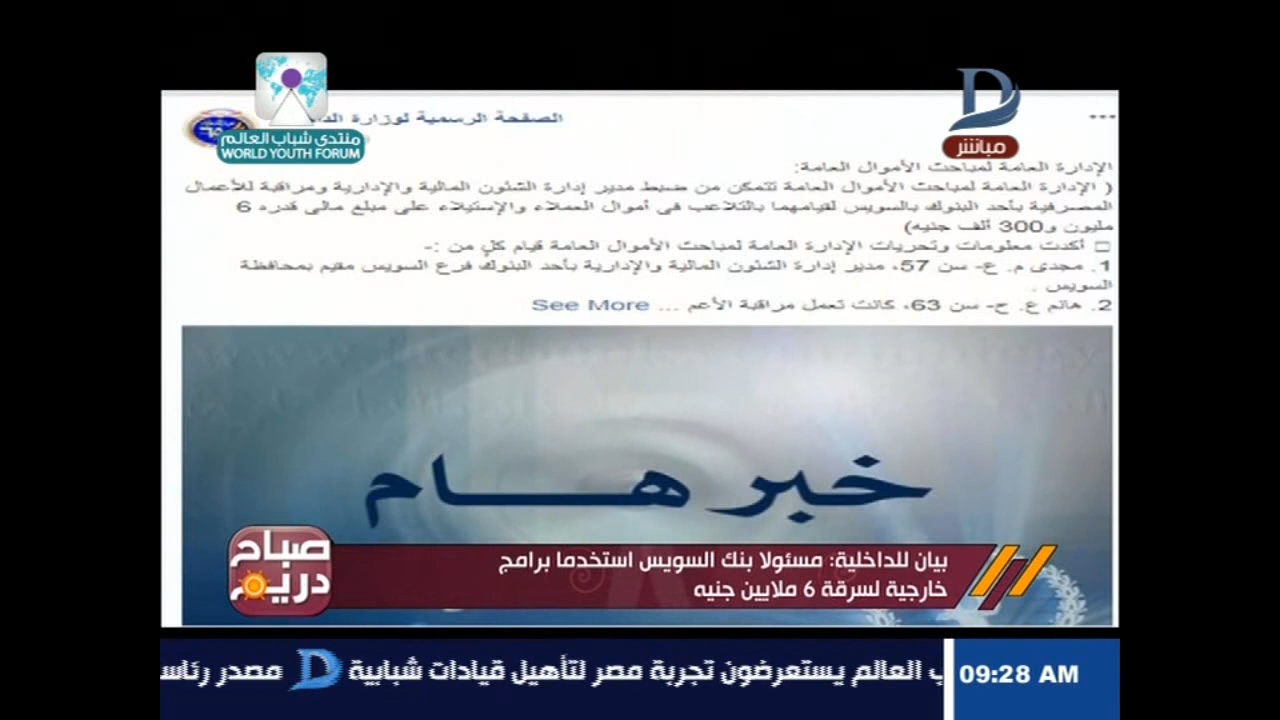 منتدى شباب العالم
WORLD YOUTH FORUM
مباشر
الصفحة الرسمية لوزارة
الإدارة العامة لمباحث الأموال العامة:
( الإدارة العامة لمباحث الأموال العامة تتمكن من ضبط مدير إدارة الشئون المالية والإدارية ومراقبة للأعمال
المصرفية بأحد البنوك بالسويس لقيامهما بالتلاعب فى أموال العملاء والإستيلاء على مبلغ مالى قدره 6
مليون و300 ألف جنيه)
□ أكدت معلومات وتحريات الإدارة العامة لمباحث الأموال العامة قيام كلٍ من :-
1. مجدى م. ع- سن 57، مدير إدارة الشئون المالية والإدارية بأحد البنوك فرع السويس مقيم بمحافظة
السويس .
2. هانم ع. ح- سن 63، كانت تعمل مراقبة الأعم ... See More
خبر هـام
صباح
دريم
بيان للداخلية: مسئولا بنك السويس استخدما برامج
خارجية لسرقة 6 ملايين جنيه
ب العالم يستعرضون تجربة مصر لتأهيل قيادات شبابية
مصدر رئاس
09:28 AM